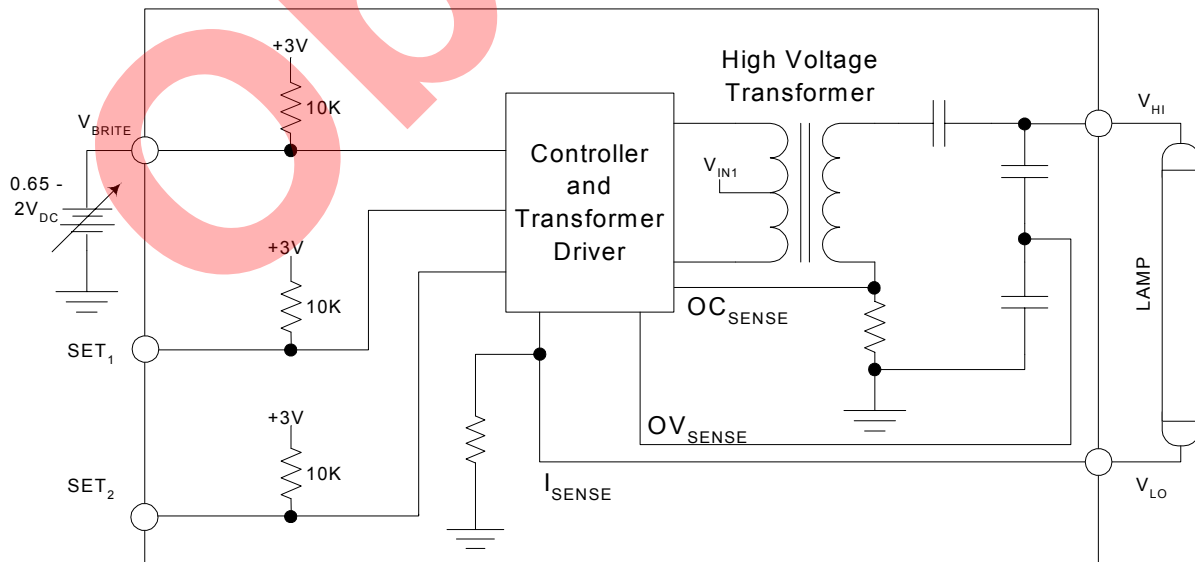 +3V
10K
V_BRITE
0.65 -
2V_DC
+3V
10K
SET_1
+3V
10K
SET_2
Controller
and
Transformer
Driver
High Voltage
Transformer
V_IN1
OC_SENSE
OV_SENSE
I_SENSE
V_HI
LAMP
V_LO